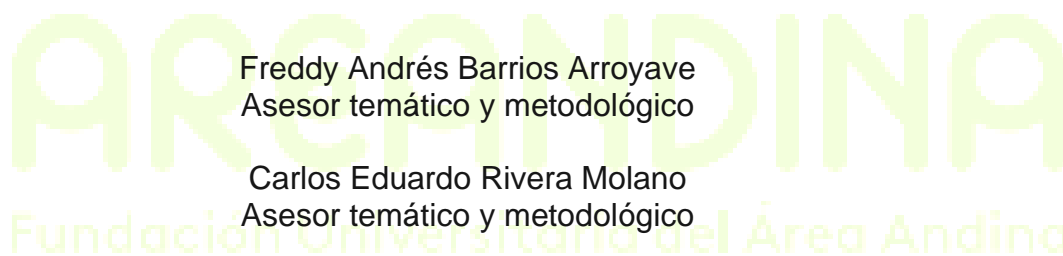 AREANDINA
Freddy Andrés Barrios Arroyave
Asesor temático y metodológico
Carlos Eduardo Rivera Molano
Asesor temático y metodológico
Fundación Universitaria del Área Andina